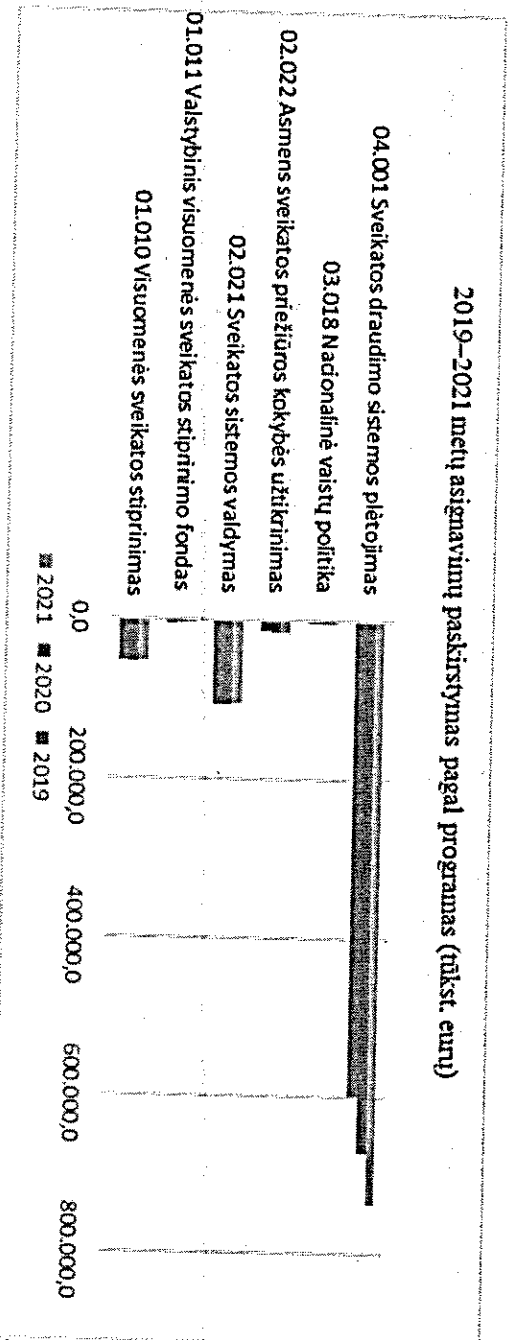 2019–2021 metų asignavimų paskirstymas pagal programas (tūkst. eurų)
04.001 Sveikatos draudimo sistemos plėtojimas
03.018 Nacionalinė vaistų politika
02.022 Asmens sveikatos priežiūros kokybės užtikrinimas
02.021 Sveikatos sistemos valdymas
01.011 Valstybinis visuomenės sveikatos stiprinimo fondas
01.010 Visuomenės sveikatos stiprinimas
0,0 200.000,0 400.000,0 600.000,0 800.000,0
2021 2020 2019